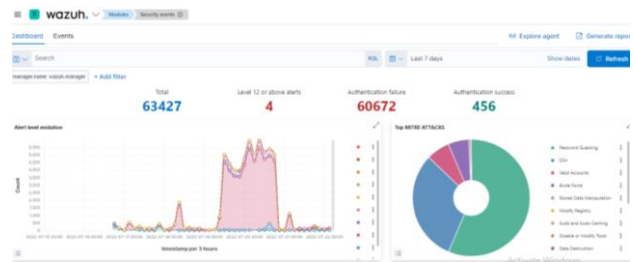 wazuh.
Modules
Security events
Dashboard
Events
Explore agent
Generate report
Search
KQL
Last 7 days
Show dates
Refresh
manager.name: wazuh-manager
+ Add filter
Total
63427
Level 12 or above alerts
4
Authentication failure
60672
Authentication success
456
Alert level evolution
Count
timestamp per 3 hours
Top MITRE ATT&CKS
Password Guessing
SSH
Valid Accounts
Brute Force
Stored Data Manipulation
Modify Registry
Sudo and Sudo Caching
Disable or Modify Tools
Data Destruction
Activate Windows